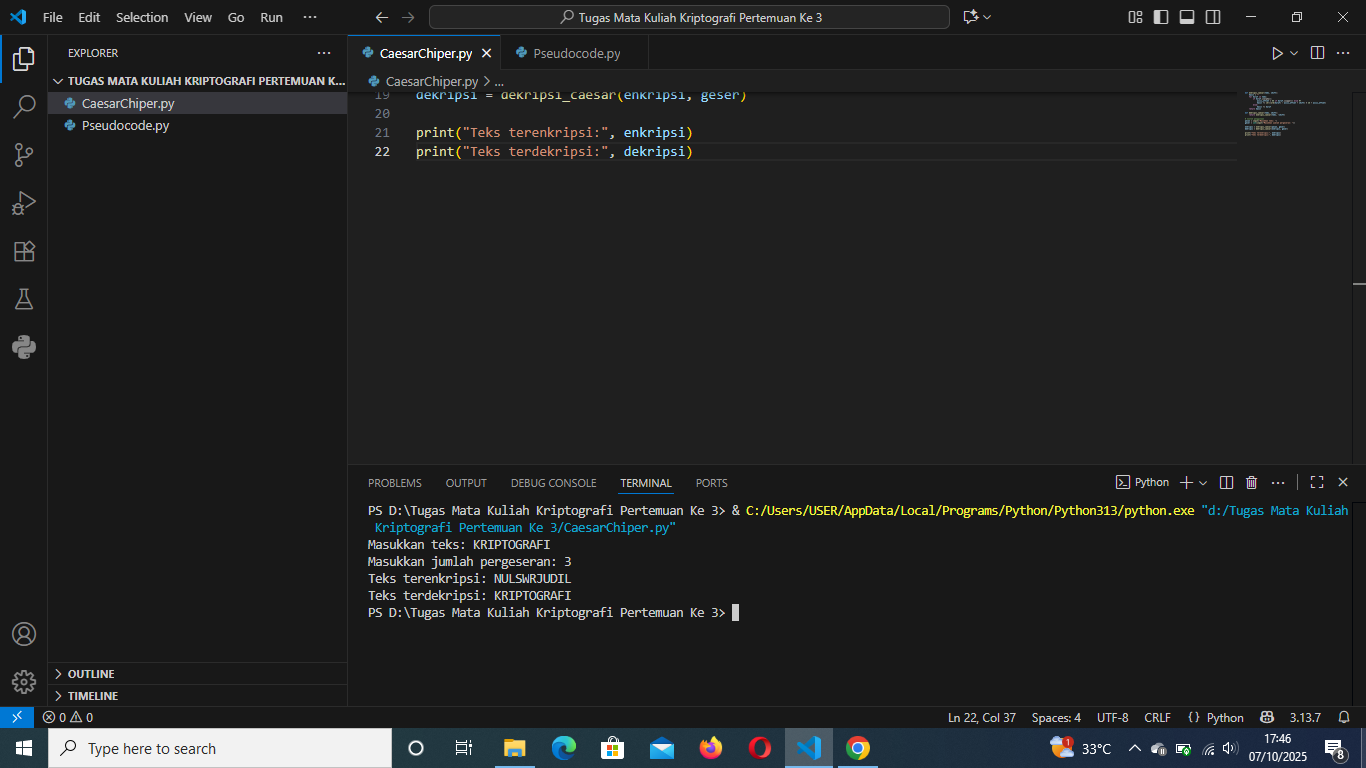 File Edit Selection View Go Run ···
Tugas Mata Kuliah Kriptografi Pertemuan Ke 3
EXPLORER
TUGAS MATA KULIAH KRIPTOGRAFI PERTEMUAN K...
CaesarChiper.py
Pseudocode.py
OUTLINE
TIMELINE
CaesarChiper.py Pseudocode.py
CaesarChiper.py > ...
19 dekripsi = dekripsi_caesar(enkripsi, geser)
20
21 print("Teks terenkripsi:", enkripsi)
22 print("Teks terdekripsi:", dekripsi)
PROBLEMS OUTPUT DEBUG CONSOLE TERMINAL PORTS
Python
PS D:\Tugas Mata Kuliah Kriptografi Pertemuan Ke 3> & C:/Users/USER/AppData/Local/Programs/Python/Python313/python.exe "d:/Tugas Mata Kuliah
Kriptografi Pertemuan Ke 3/CaesarChiper.py"
Masukkan teks: KRIPTOGRAFI
Masukkan jumlah pergeseran: 3
Teks terenkripsi: NULSWRJUDIL
Teks terdekripsi: KRIPTOGRAFI
PS D:\Tugas Mata Kuliah Kriptografi Pertemuan Ke 3>
0 0
Ln 22, Col 37 Spaces: 4 UTF-8 CRLF {} Python 3.13.7
Type here to search
1
33°C
17:46
07/10/2025
8